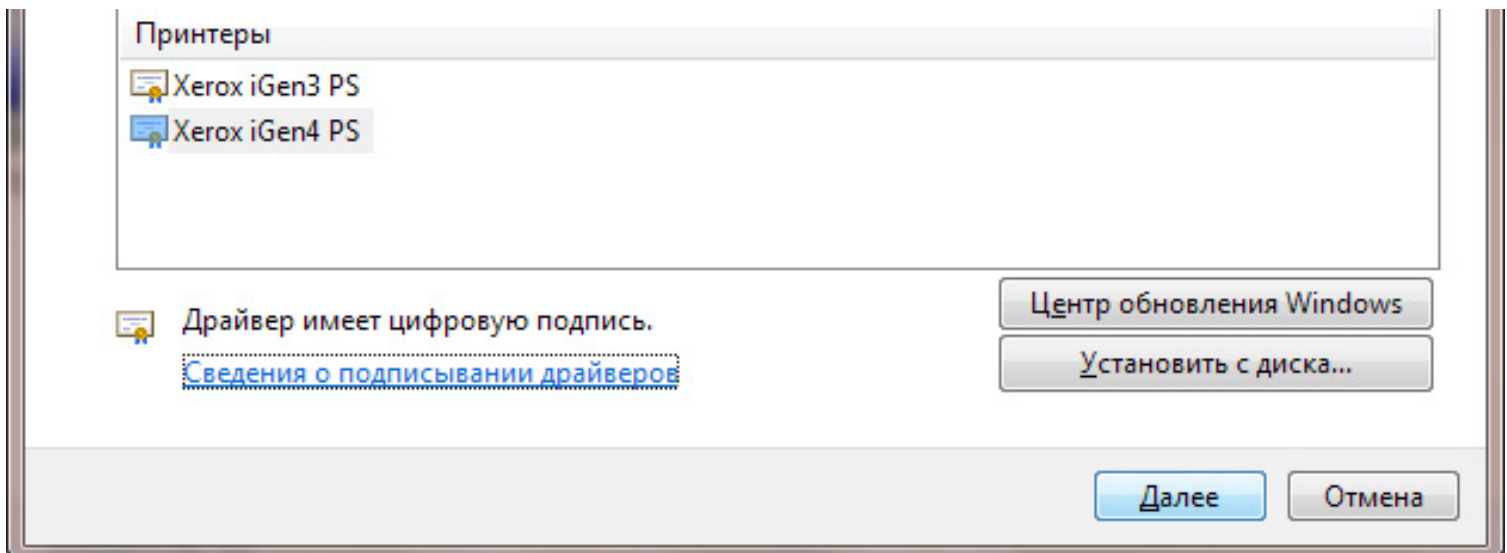 Принтеры
Xerox iGen3 PS
Xerox iGen4 PS
Драйвер имеет цифровую подпись.
Сведения о подписывании драйверов
Центр обновления Windows
Установить с диска...
Далее
Отмена